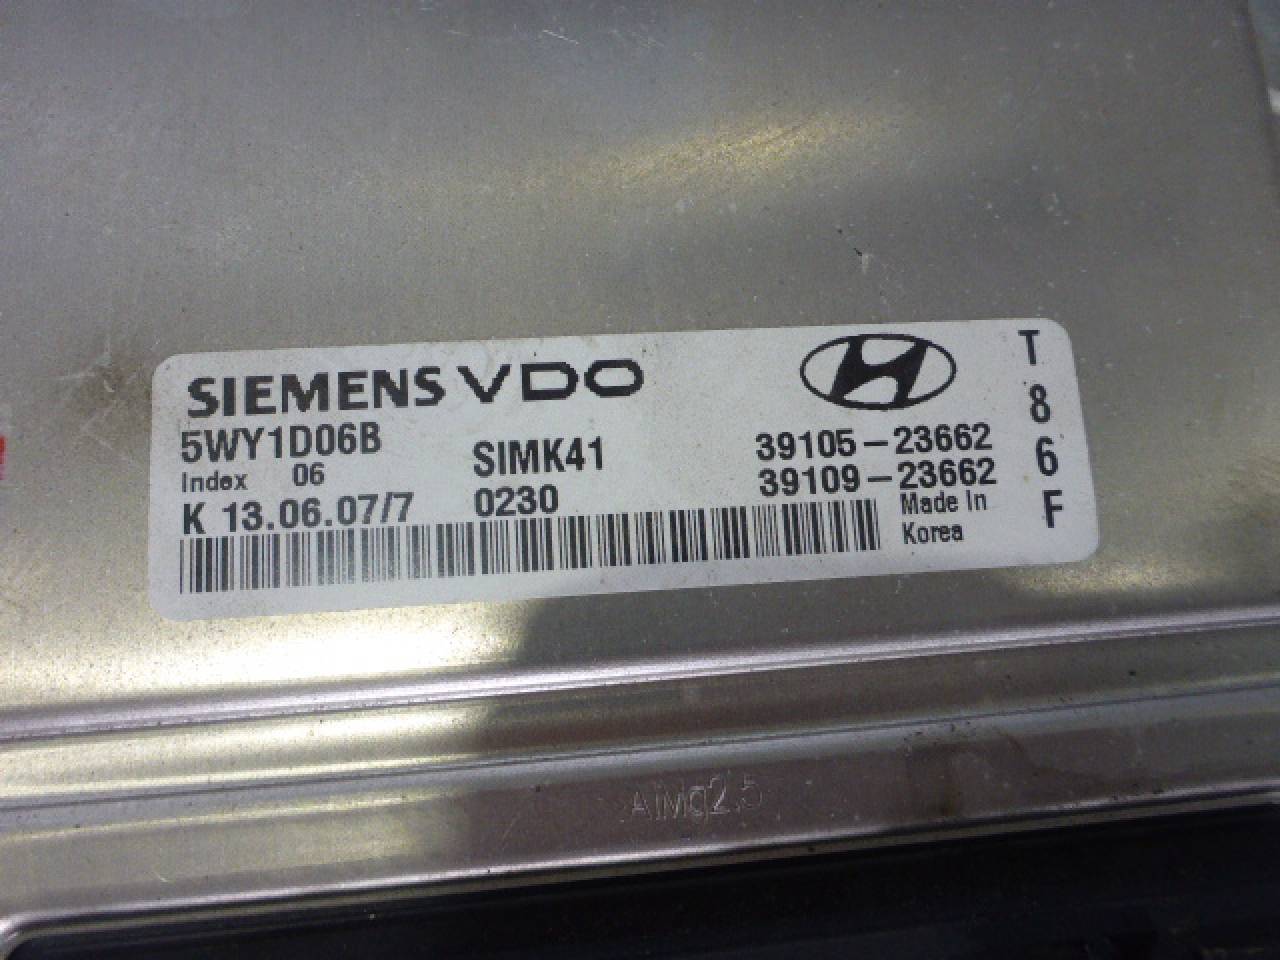 SIEMENS VDO
5WY1D06B SIMK41 39105-23662
Index 06 39109-23662
K 13.06.07/7 0230 Made In
Korea
T
8
6
F
AlMg2.5